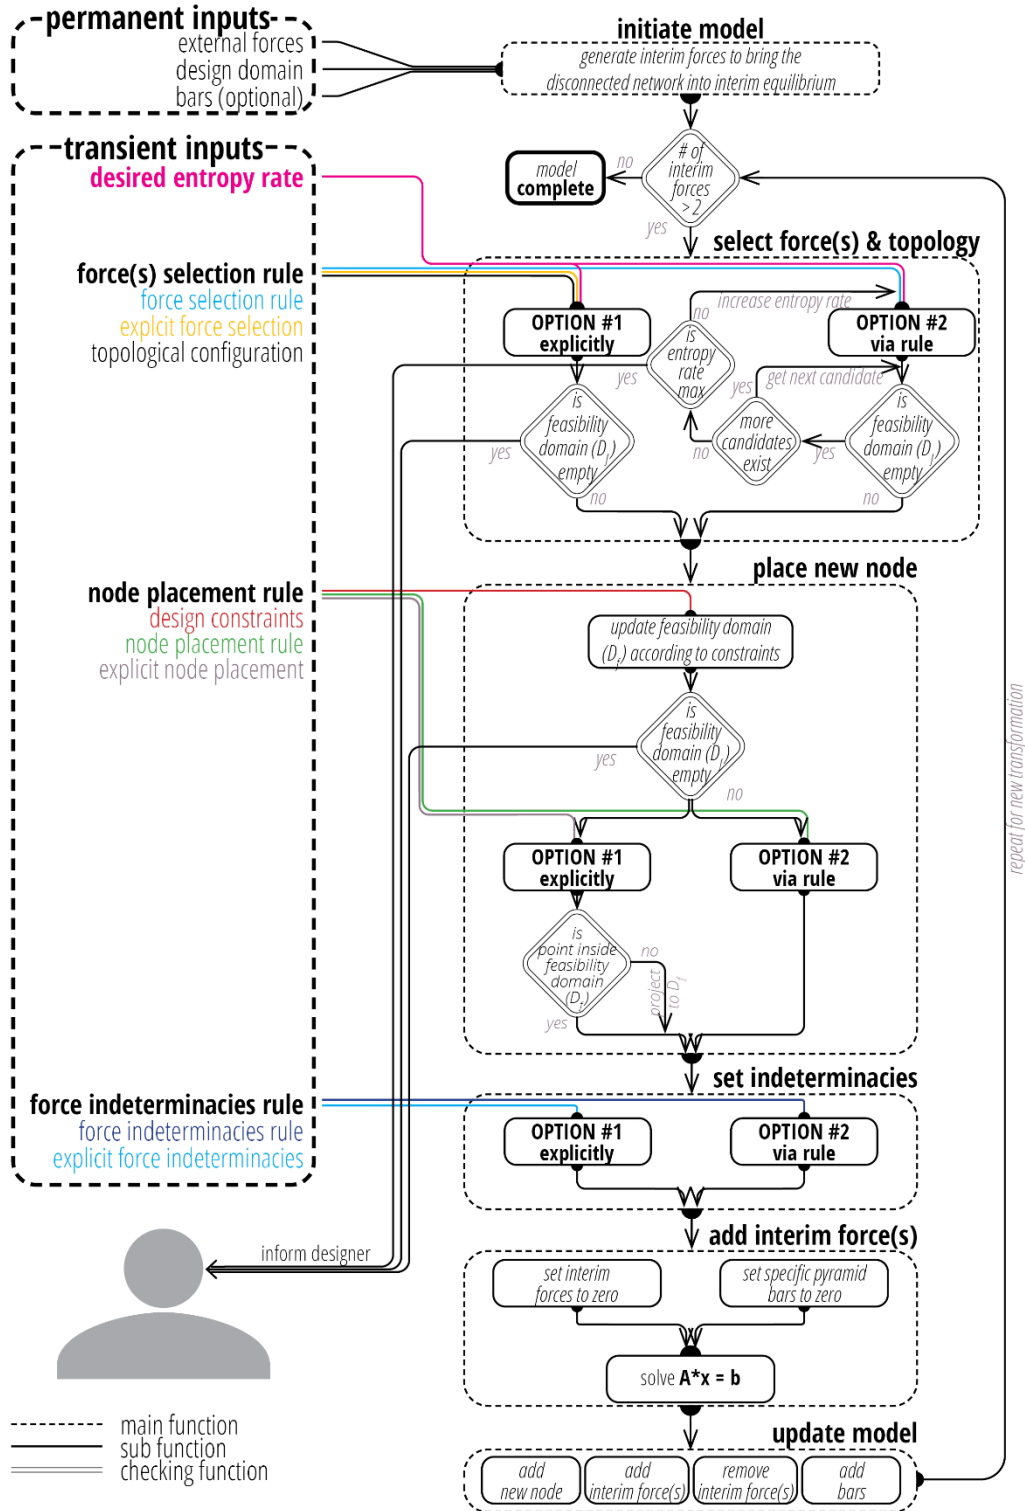 permanent inputs
external forces
design domain
bars (optional)
initiate model
generate interim forces to bring the
disconnected network into interim equilibrium
transient inputs
desired entropy rate
# of
interim
forces
> 2
no
model
complete
yes
select force(s) & topology
force(s) selection rule
force selection rule
explcit force selection
topological configuration
increase entropy rate
no
OPTION #1
explicitly
OPTION #2
via rule
is
entropy
rate
max
yes
yes
get next candidate
is
feasibility
domain (Df)
empty
yes
no
more
candidates
exist
no
yes
is
feasibility
domain (Df)
empty
no
place new node
node placement rule
design constraints
node placement rule
explicit node placement
update feasibility domain
(Df) according to constraints
is
feasibility
domain (Df)
empty
yes
no
OPTION #1
explicitly
OPTION #2
via rule
is
point inside
feasibility
domain
(Df)
no
project
to Df
yes
repeat for new transformation
set indeterminacies
force indeterminacies rule
force indeterminacies rule
explicit force indeterminacies
OPTION #1
explicitly
OPTION #2
via rule
add interim force(s)
inform designer
set interim
forces to zero
set specific pyramid
bars to zero
solve A*x = b
update model
add
new node
add
interim force(s)
remove
interim force(s)
add
bars
main function
sub function
checking function